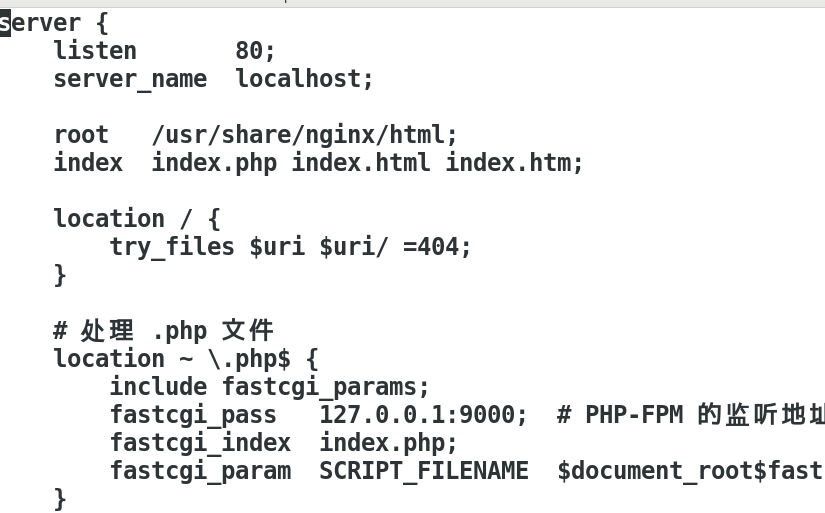 server {
    listen       80;
    server_name  localhost;

    root   /usr/share/nginx/html;
    index  index.php index.html index.htm;

    location / {
        try_files $uri $uri/ =404;
    }

    # 处理 .php 文件
    location ~ \.php$ {
        include fastcgi_params;
        fastcgi_pass   127.0.0.1:9000;  # PHP-FPM 的监听地址
        fastcgi_index  index.php;
        fastcgi_param  SCRIPT_FILENAME  $document_root$fast
    }